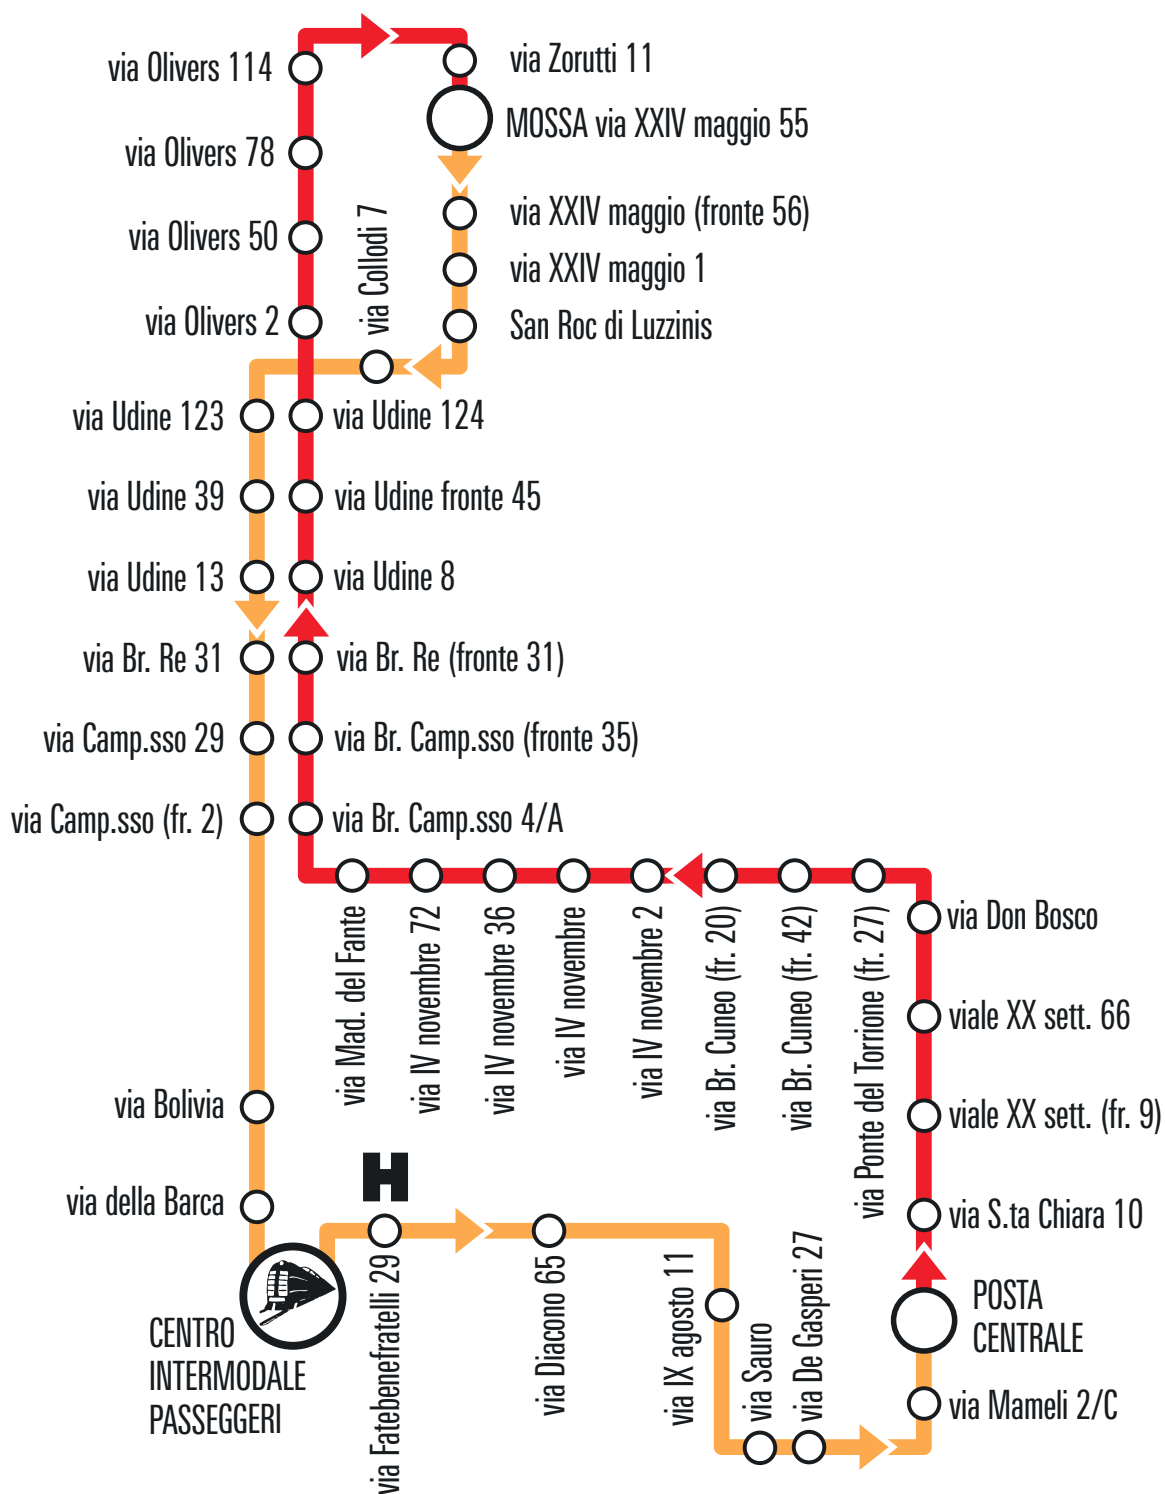 via Olivers 114
via Zorutti 11
MOSSA via XXIV maggio 55
via Olivers 78
via XXIV maggio (fronte 56)
via Olivers 50
via Collodi 7
via XXIV maggio 1
via Olivers 2
San Roc di Luzzinis
via Udine 123
via Udine 124
via Udine 39
via Udine fronte 45
via Udine 13
via Udine 8
via Br. Re 31
via Br. Re (fronte 31)
via Camp.sso 29
via Br. Camp.sso (fronte 35)
via Camp.sso (fr. 2)
via Br. Camp.sso 4/A
via Mad. del Fante
via IV novembre 72
via IV novembre 36
via IV novembre
via IV novembre 2
via Br. Cuneo (fr. 20)
via Br. Cuneo (fr. 42)
via Ponte del Torrione (fr. 27)
via Don Bosco
viale XX sett. 66
viale XX sett. (fr. 9)
via S.ta Chiara 10
via Bolivia
via della Barca
H
CENTRO
INTERMODALE
PASSEGGERI
via Fatebenefratelli 29
via Diacono 65
via IX agosto 11
via Sauro
via De Gasperi 27
POSTA
CENTRALE
via Mameli 2/C